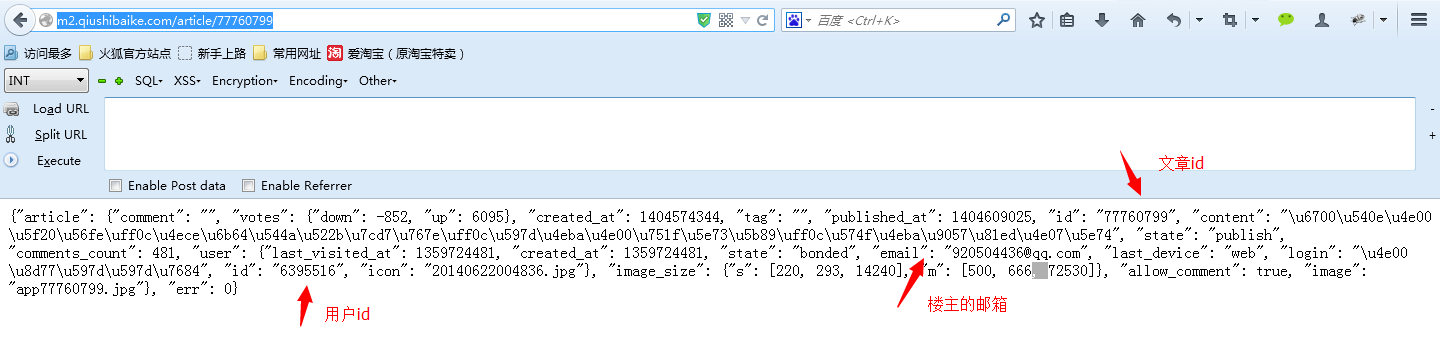 m2.qiushibaike.com/article/77760799
百度 <Ctrl+K>
访问最多 火狐官方站点 新手上路 常用网址 淘 爱淘宝（原淘宝特卖）
INT SQL XSS Encryption Encoding Other
Load URL
Split URL
Execute
-
+
Enable Post data Enable Referrer
文章id
{"article": {"comment": "", "votes": {"down": -852, "up": 6095}, "created_at": 1404574344, "tag": "", "published_at": 1404609025, "id": "77760799", "content": "\u6700\u540e\u4e00
\u5f20\u56fe\uff0c\u4ece\u6b64\u544a\u522b\u7cd7\u767e\uff0c\u597d\u4eba\u4e00\u751f\u5e73\u5b89\uff0c\u574f\u4eba\u9057\u81ed\u4e07\u5e74", "state": "publish",
"comments_count": 481, "user": {"last_visited_at": 1359724481, "created_at": 1359724481, "state": "bonded", "email": "920504436@qq.com", "last_device": "web", "login": "\u4e00
\u8d77\u597d\u597d\u7684", "id": "6395516", "icon": "20140622004836.jpg"}, "image_size": {"s": [220, 293, 14240], "m": [500, 666 72530]}, "allow_comment": true, "image":
"app77760799.jpg"}, "err": 0}
用户id
楼主的邮箱